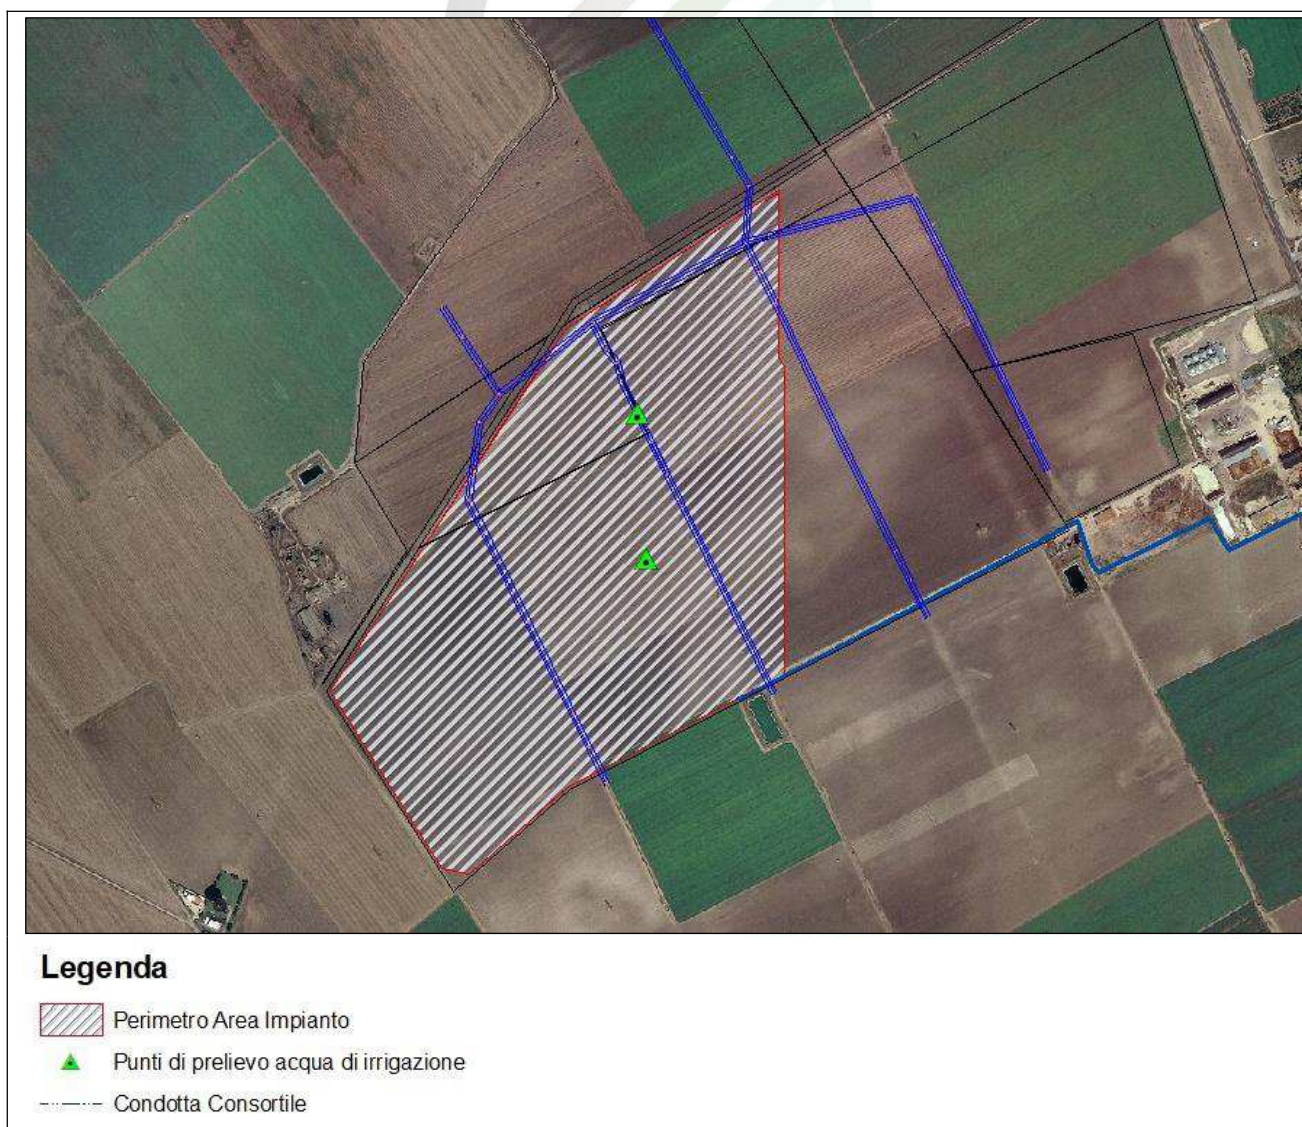 Legenda
Perimetro Area Impianto
Punti di prelievo acqua di irrigazione
Condotta Consortile